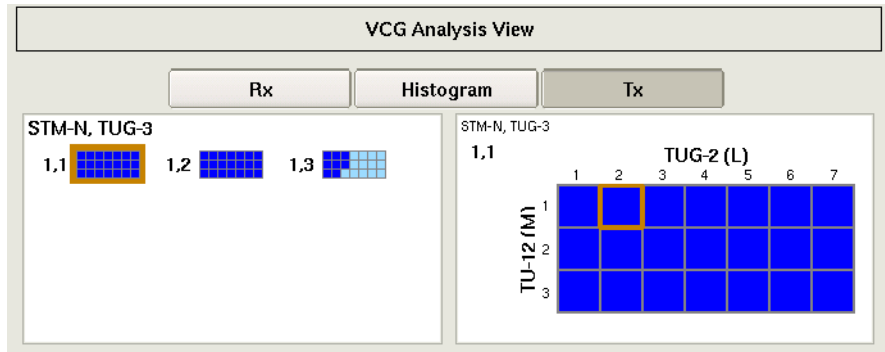 VCG Analysis View
Rx Histogram Tx
STM-N, TUG-3
1,1 1,2 1,3
STM-N, TUG-3
1,1
TUG-2 (L)
1 2 3 4 5 6 7
TU-12 (M)
1
2
3